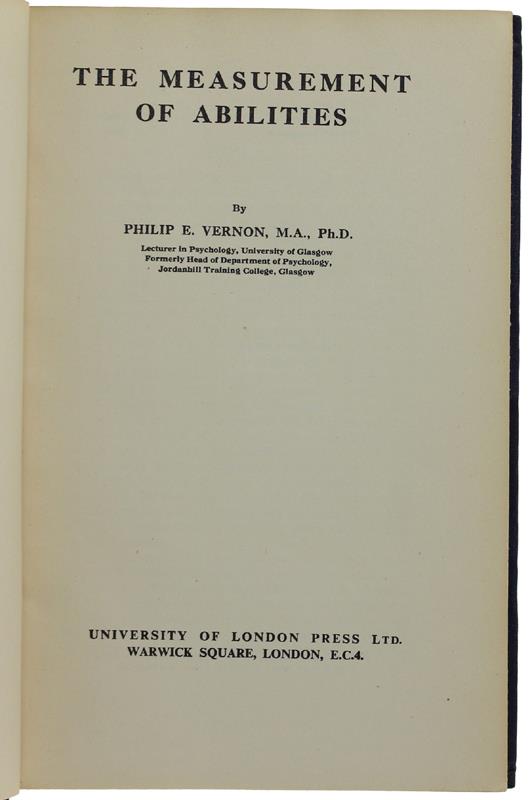 THE MEASUREMENT
OF ABILITIES
By
PHILIP E. VERNON, M.A., Ph.D.
Lecturer in Psychology, University of Glasgow
Formerly Head of Department of Psychology,
Jordanhill Training College, Glasgow
UNIVERSITY OF LONDON PRESS LTD.
WARWICK SQUARE, LONDON, E.C.4.